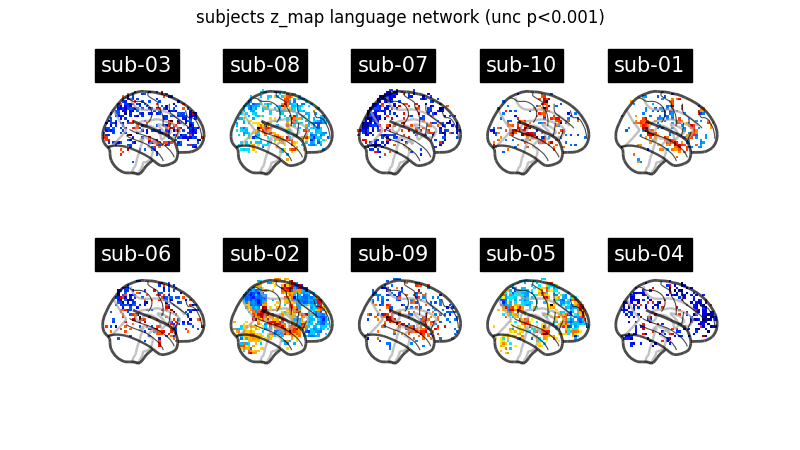 subjects z_map language network (unc p<0.001)
sub-03 sub-08 sub-07 sub-10 sub-01
sub-06 sub-02 sub-09 sub-05 sub-04